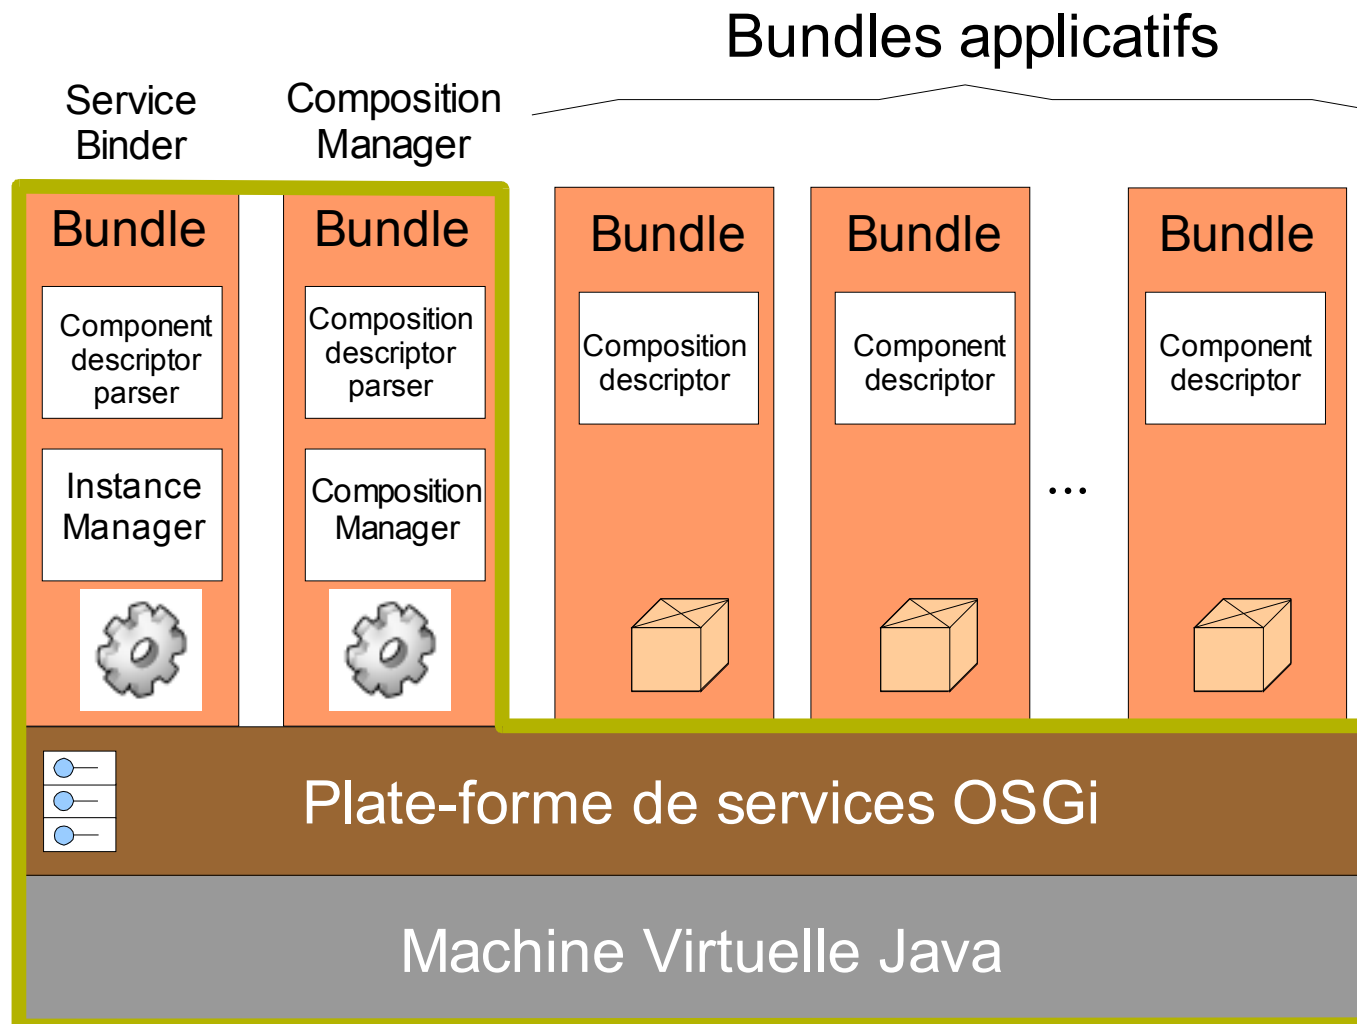 Bundles applicatifs
Service
Binder
Composition
Manager
Bundle
Component
descriptor
parser
Instance
Manager
Bundle
Composition
descriptor
parser
Composition
Manager
Bundle
Composition
descriptor
Bundle
Component
descriptor
...
Bundle
Component
descriptor
Plate-forme de services OSGi
Machine Virtuelle Java